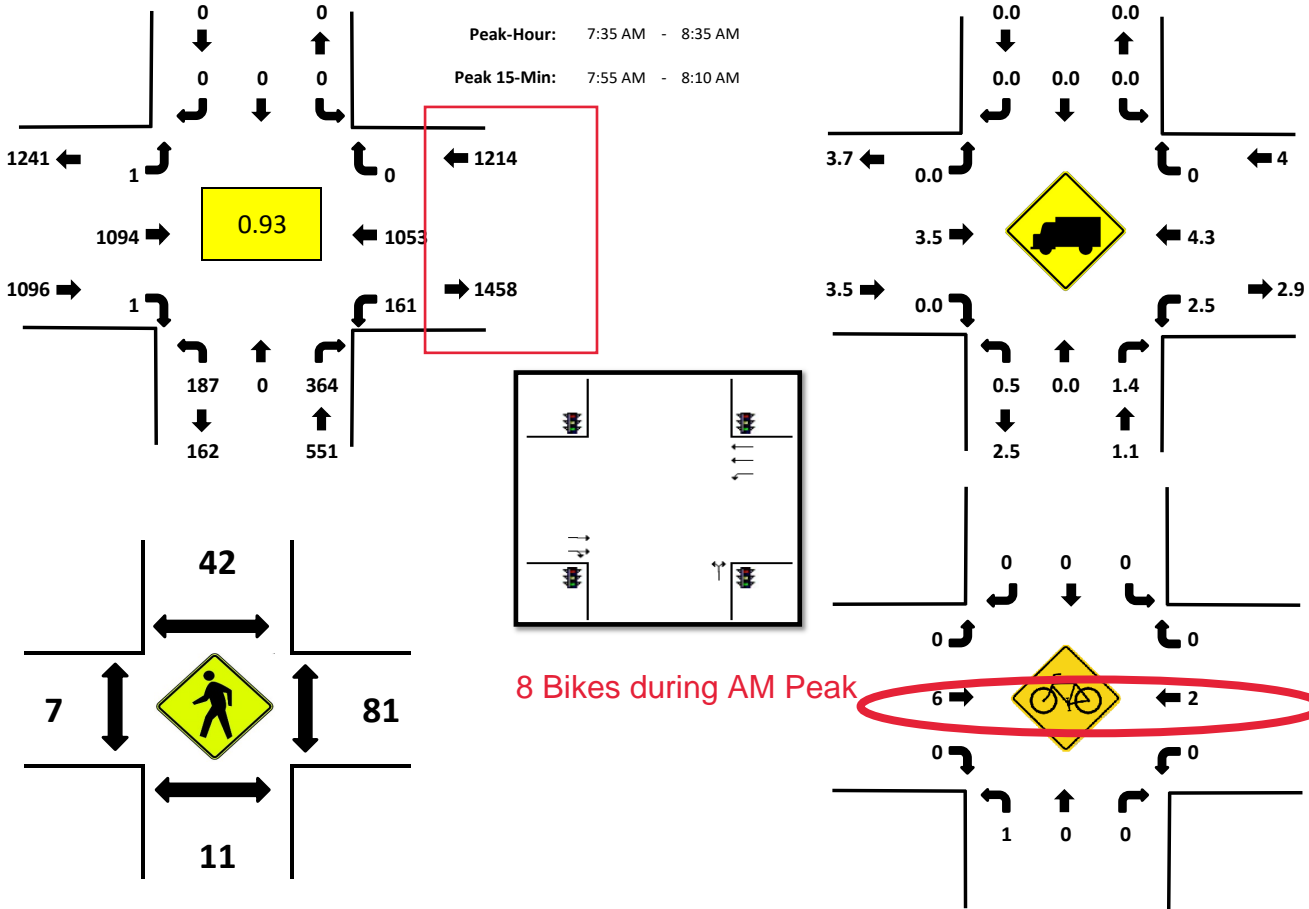 0 0
Peak-Hour: 7:35 AM - 8:35 AM
0 0 0
Peak 15-Min: 7:55 AM - 8:10 AM
1241 1 0 1214
1094 0.93 1053
1096 1 161 1458
187 0 364
162 551
0.0 0.0
0.0 0.0 0.0
3.7 0.0 0 4
3.5 4.3
3.5 0.0 2.5 2.9
0.5 0.0 1.4
2.5 1.1
42
7 81
11
8 Bikes during AM Peak
0 0 0
0 0
6 2
0 0
1 0 0